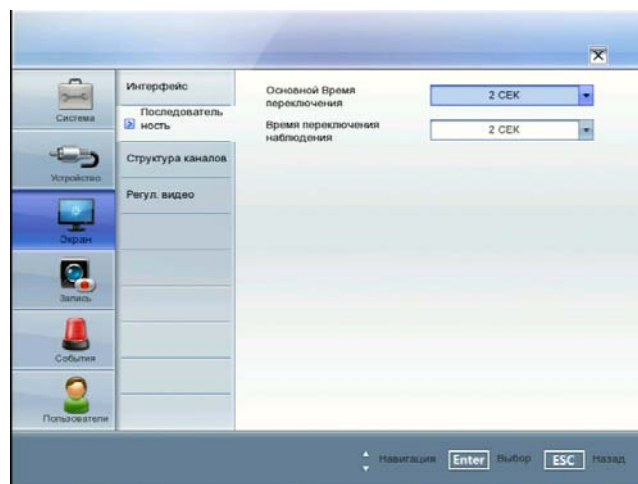 Система
Устройство
Экран
Запись
События
Пользователи
Интерфейс
Последователь
ность
Структура каналов
Регул. видео
Основной Время
переключения
2 СЕК
Время переключения
наблюдения
2 СЕК
Навигация Enter Выбор ESC Назад